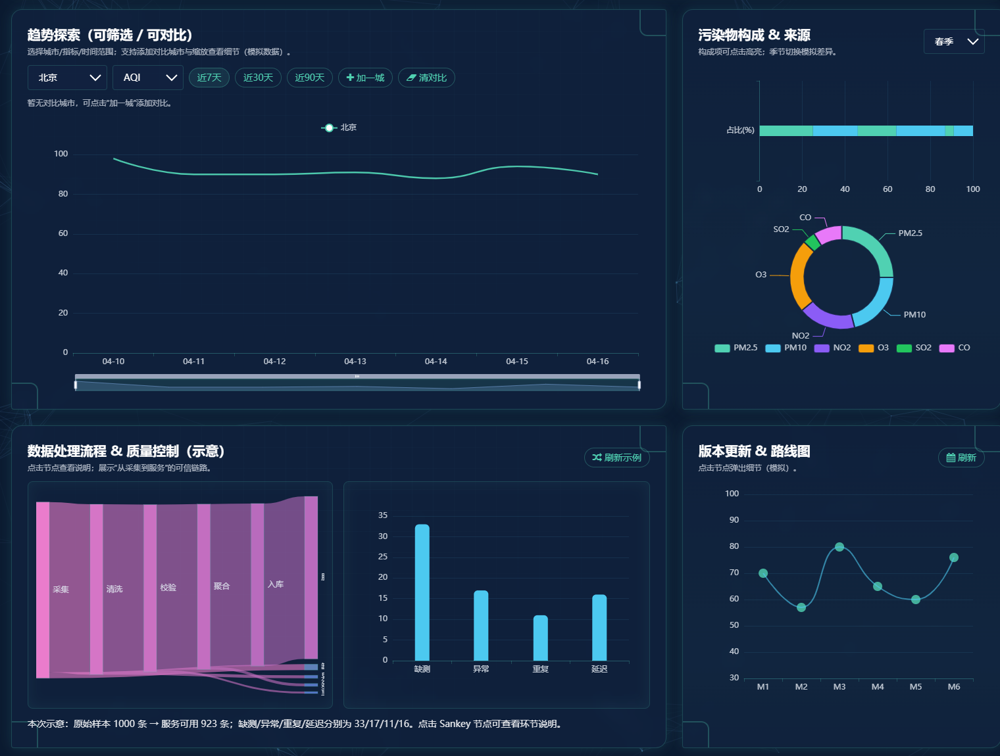 趋势探索（可筛选 / 可对比）
选择城市/指标/时间范围；支持添加对比城市与缩放查看细节（模拟数据）。
北京 AQI 近7天 近30天 近90天 加一城 清对比
暂无对比城市，可点击“加一城”添加对比。
北京
100
80
60
40
20
0
04-10 04-11 04-12 04-13 04-14 04-15 04-16
污染物构成 & 来源
春季
构成项可点击高亮；季节切换模拟差异。
占比(%)
0 20 40 60 80 100
CO
SO2
PM2.5
O3
PM10
NO2
PM2.5 PM10 NO2 O3 SO2 CO
数据处理流程 & 质量控制（示意）
刷新示例
点击节点查看说明；展示“从采集到服务”的可信链路。
采集 清洗 校验 聚合 入库
35
30
25
20
15
10
5
0
缺测 异常 重复 延迟
本次示意：原始样本 1000 条 → 服务可用 923 条；缺测/异常/重复/延迟分别为 33/17/11/16。点击 Sankey 节点可查看环节说明。
版本更新 & 路线图
刷新
点击节点弹出细节（模拟）。
100
90
80
70
60
50
40
30
M1 M2 M3 M4 M5 M6